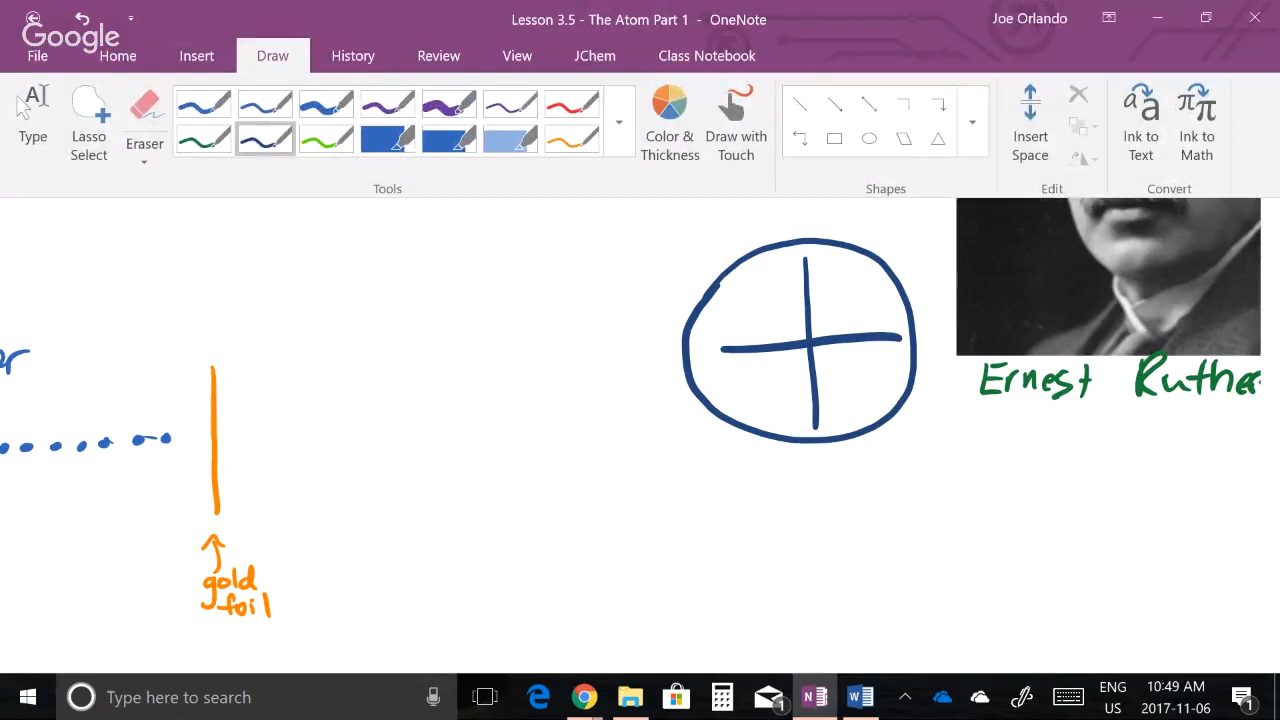 Lesson 3.5 - The Atom Part 1 - OneNote
Joe Orlando
Google
File Home Insert Draw History Review View JChem Class Notebook
Type
Lasso Select
Eraser
Color & Thickness
Draw with Touch
Insert Space
Ink to Text
Ink to Math
Tools
Shapes
Edit
Convert
Ernest Ruther
gold
foil
Type here to search
ENG
US
10:49 AM
2017-11-06
1
1